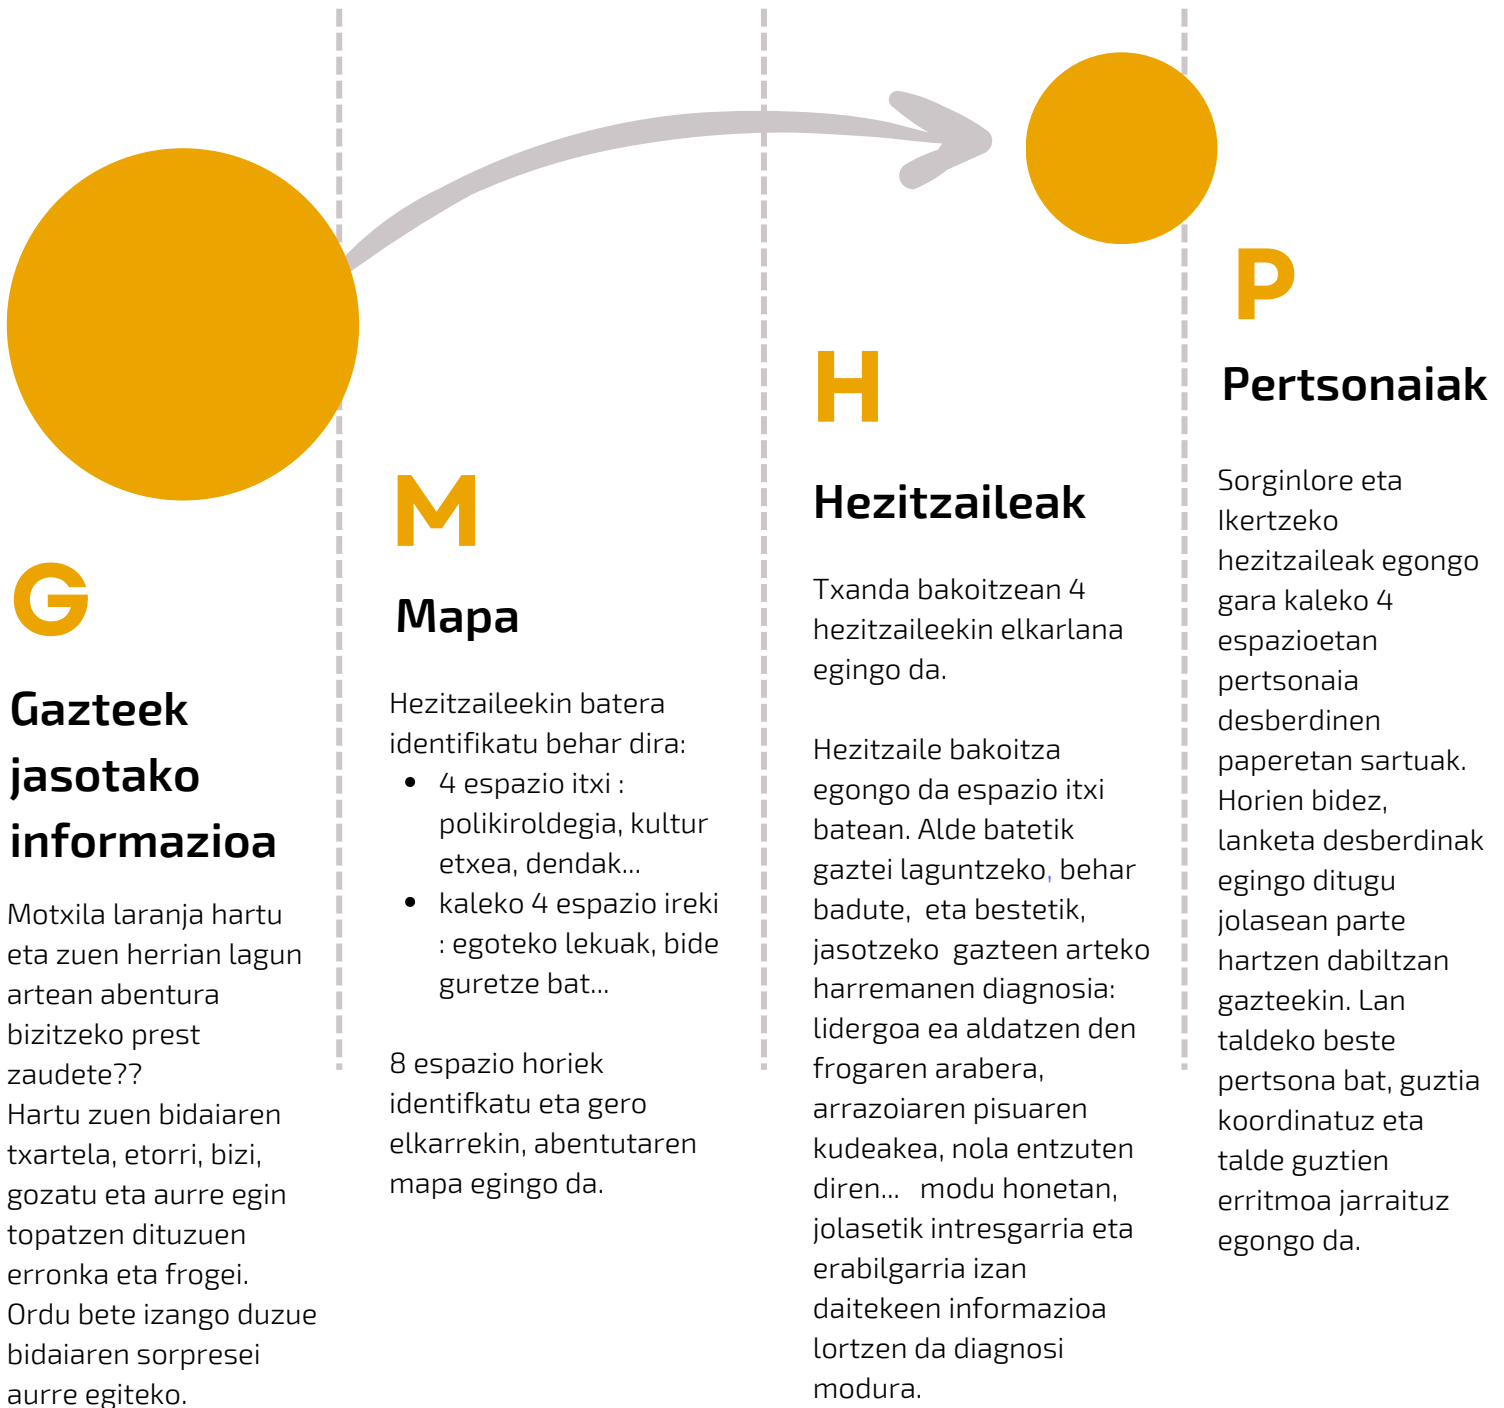 G
Gazteek
jasotako
informazioa
Motxila laranja hartu
eta zuen herrian lagun
artean abentura
bizitzeko prest
zaudete??
Hartu zuen bidaiaren
txartela, etorri, bizi,
gozatu eta aurre egin
topatzen dituzuen
erronka eta frogei.
Ordu bete izango duzue
bidaiaren sorpresei
aurre egiteko.
M
Mapa
Hezitzaileekin batera
identifikatu behar dira:
• 4 espazio itxi :
polikiroldegia, kultur
etxea, dendak...
• kaleko 4 espazio ireki
: egoteko lekuak, bide
guretze bat...
8 espazio horiek
identifkatu eta gero
elkarrekin, abentutaren
mapa egingo da.
H
Hezitzaileak
Txanda bakoitzean 4
hezitzaileekin elkarlana
egingo da.
Hezitzaile bakoitza
egongo da espazio itxi
batean. Alde batetik
gaztei laguntzeko, behar
badute,  eta bestetik,
jasotzeko  gazteen arteko
harremanen diagnosia:
lidergoa ea aldatzen den
frogaren arabera,
arrazoiaren pisuaren
kudeakea, nola entzuten
diren...   modu honetan,
jolasetik intresgarria eta
erabilgarria izan
daitekeen informazioa
lortzen da diagnosi
modura.
P
Pertsonaiak
Sorginlore eta
Ikertzeko
hezitzaileak egongo
gara kaleko 4
espazioetan
pertsonaia
desberdinen
paperetan sartuak.
Horien bidez,
lanketa desberdinak
egingo ditugu
jolasean parte
hartzen dabiltzan
gazteekin. Lan
taldeko beste
pertsona bat, guztia
koordinatuz eta
talde guztien
erritmoa jarraituz
egongo da.